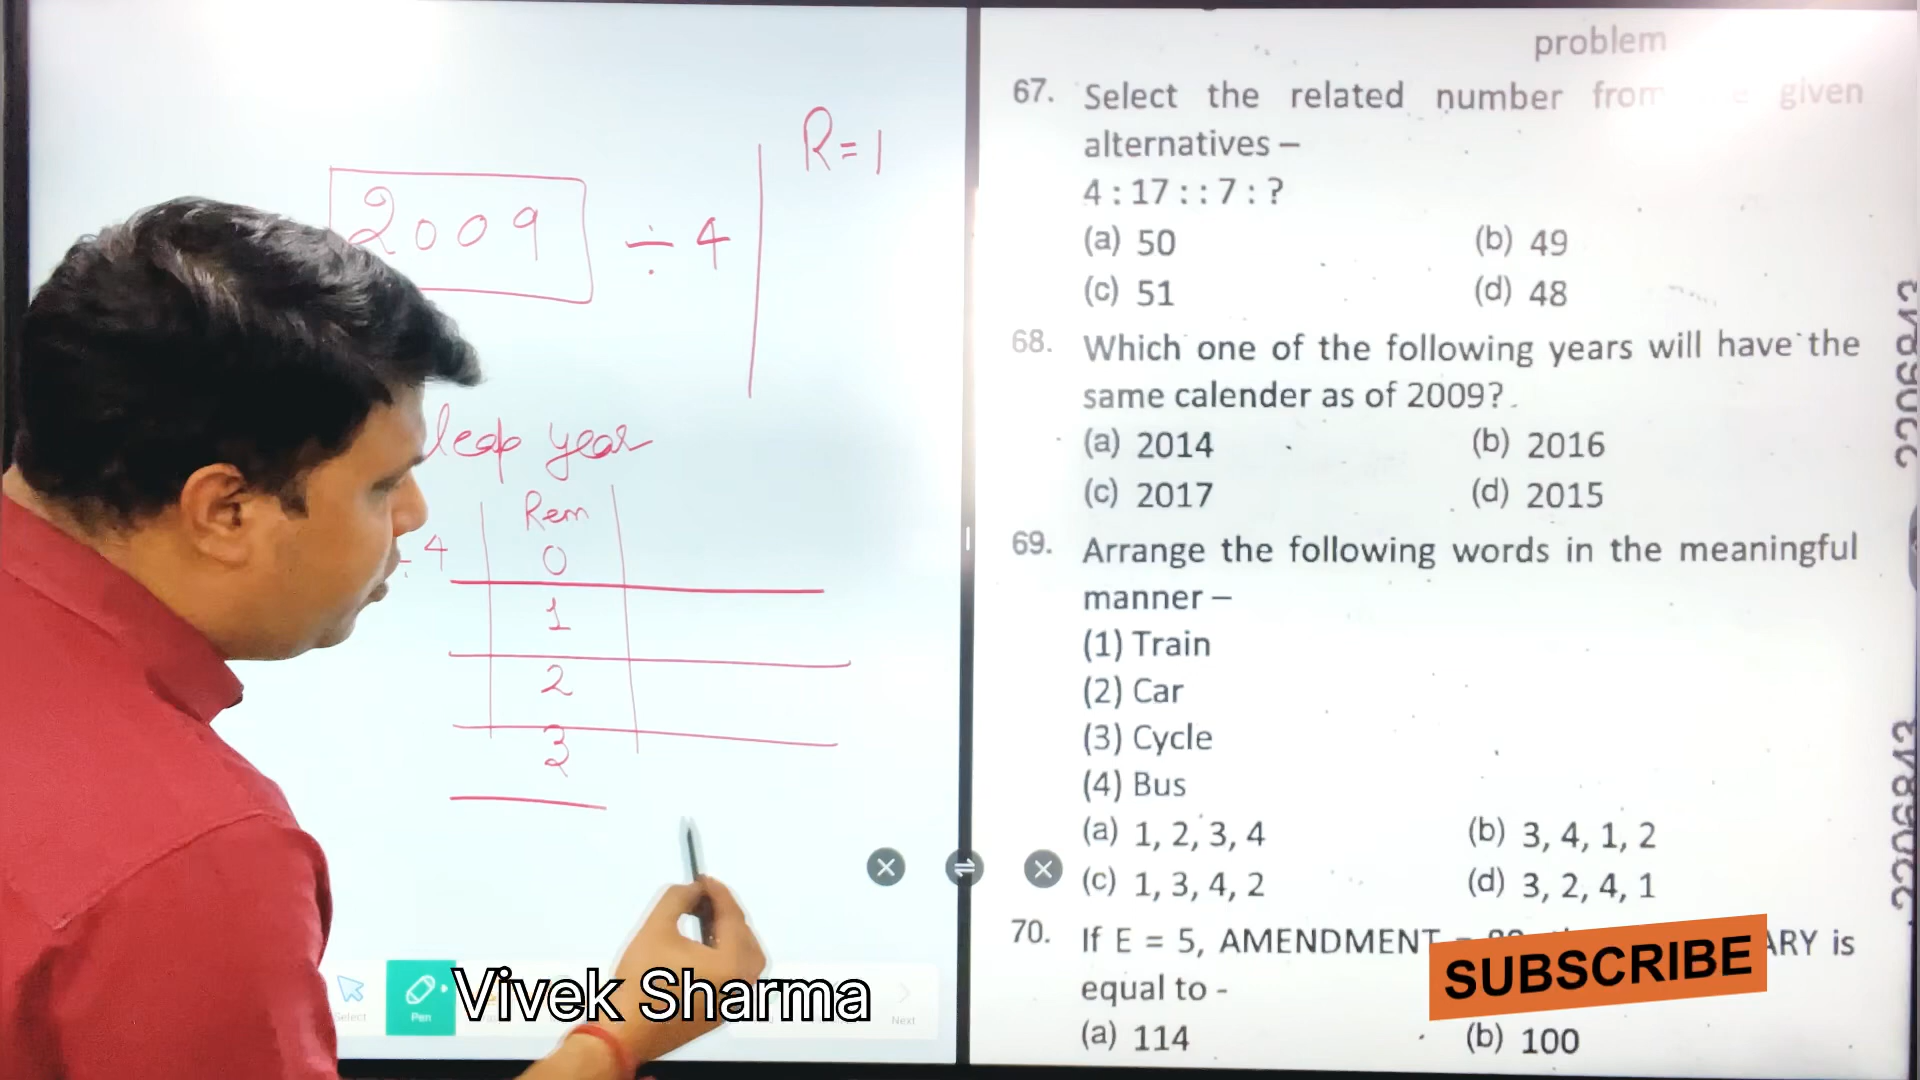 2009 ÷ 4
R = 1
leap year
÷ 4
Rem
0
1
2
3
Select
Pen
Next
Vivek Sharma
problem
67. Select the related number from given
alternatives –
4 : 17 : : 7 : ?
(a) 50 (b) 49
(c) 51 (d) 48
68. Which one of the following years will have the
same calender as of 2009?
(a) 2014 (b) 2016
(c) 2017 (d) 2015
69. Arrange the following words in the meaningful
manner –
(1) Train
(2) Car
(3) Cycle
(4) Bus
(a) 1, 2, 3, 4 (b) 3, 4, 1, 2
(c) 1, 3, 4, 2 (d) 3, 2, 4, 1
70. If E = 5, AMENDMENT ARY is
equal to -
(a) 114 (b) 100
SUBSCRIBE
2206843
2206843